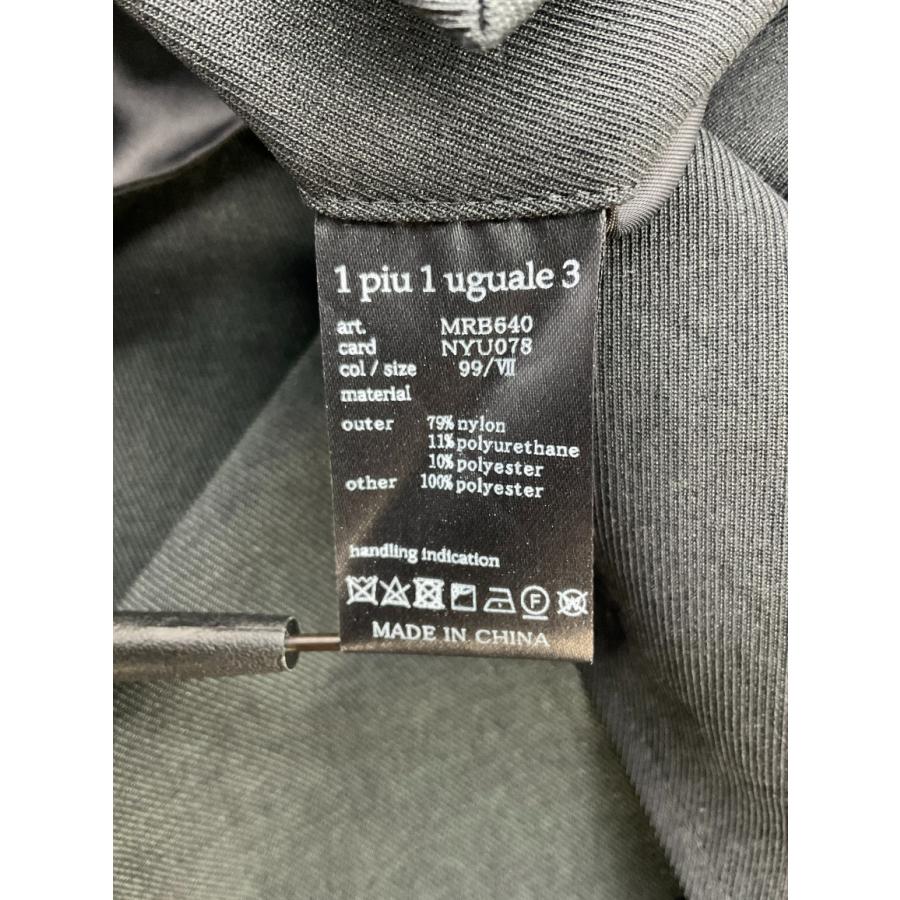 1 piu 1 uguale 3
art. MRB640
card NYU078
col / size 99/Ⅶ
material
outer 79% nylon
11% polyurethane
10% polyester
other 100% polyester
handling indication
F W
MADE IN CHINA